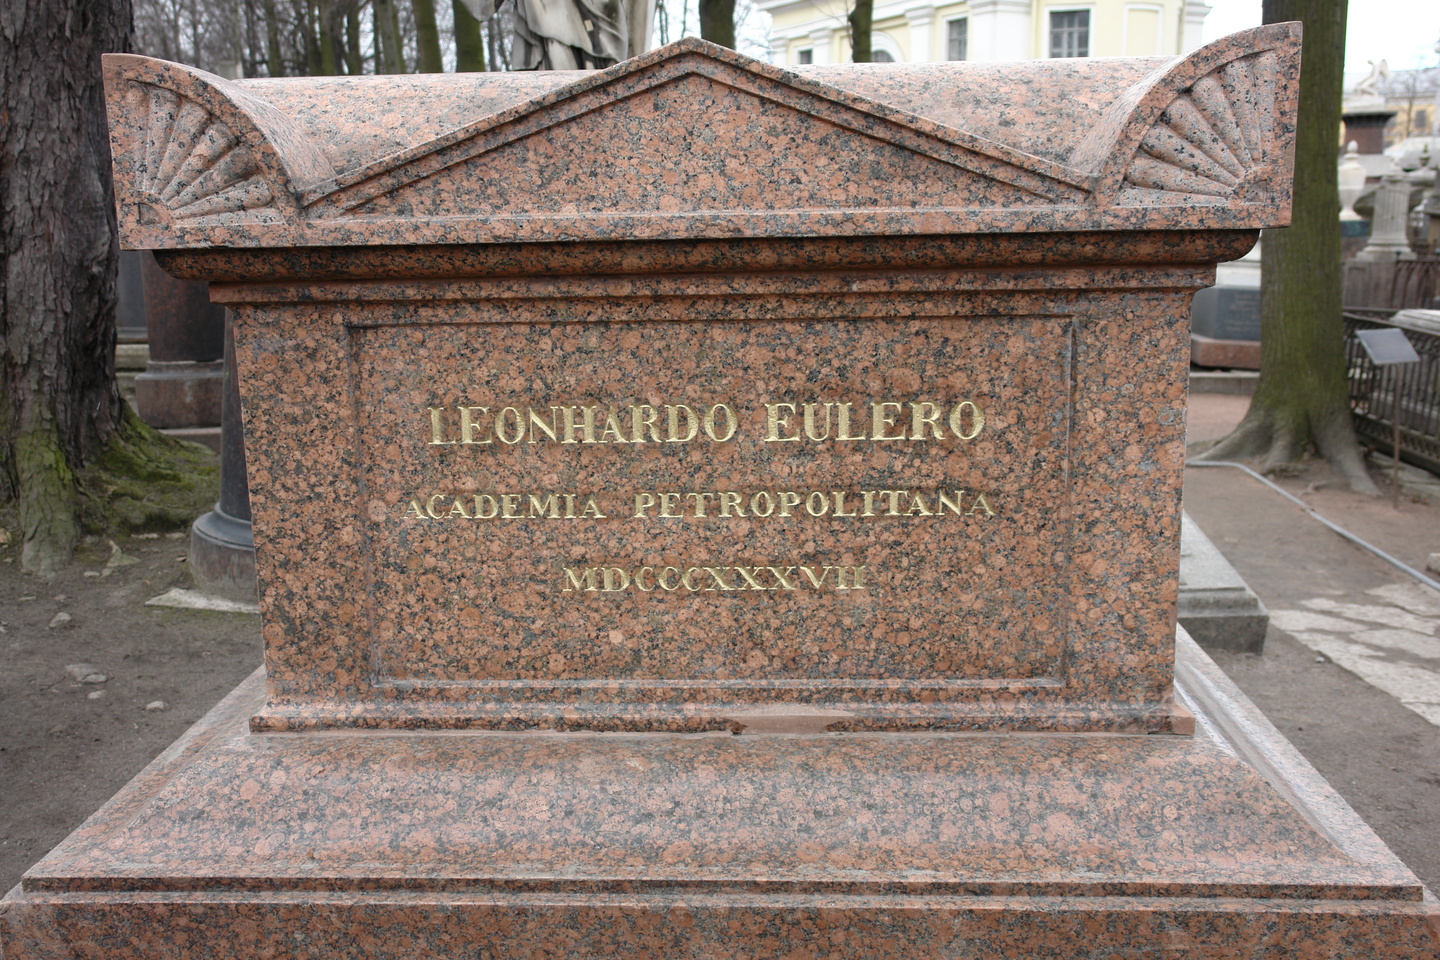 LEONHARDO EULERO
ACADEMIA PETROPOLITANA
MDCCCXXXVII